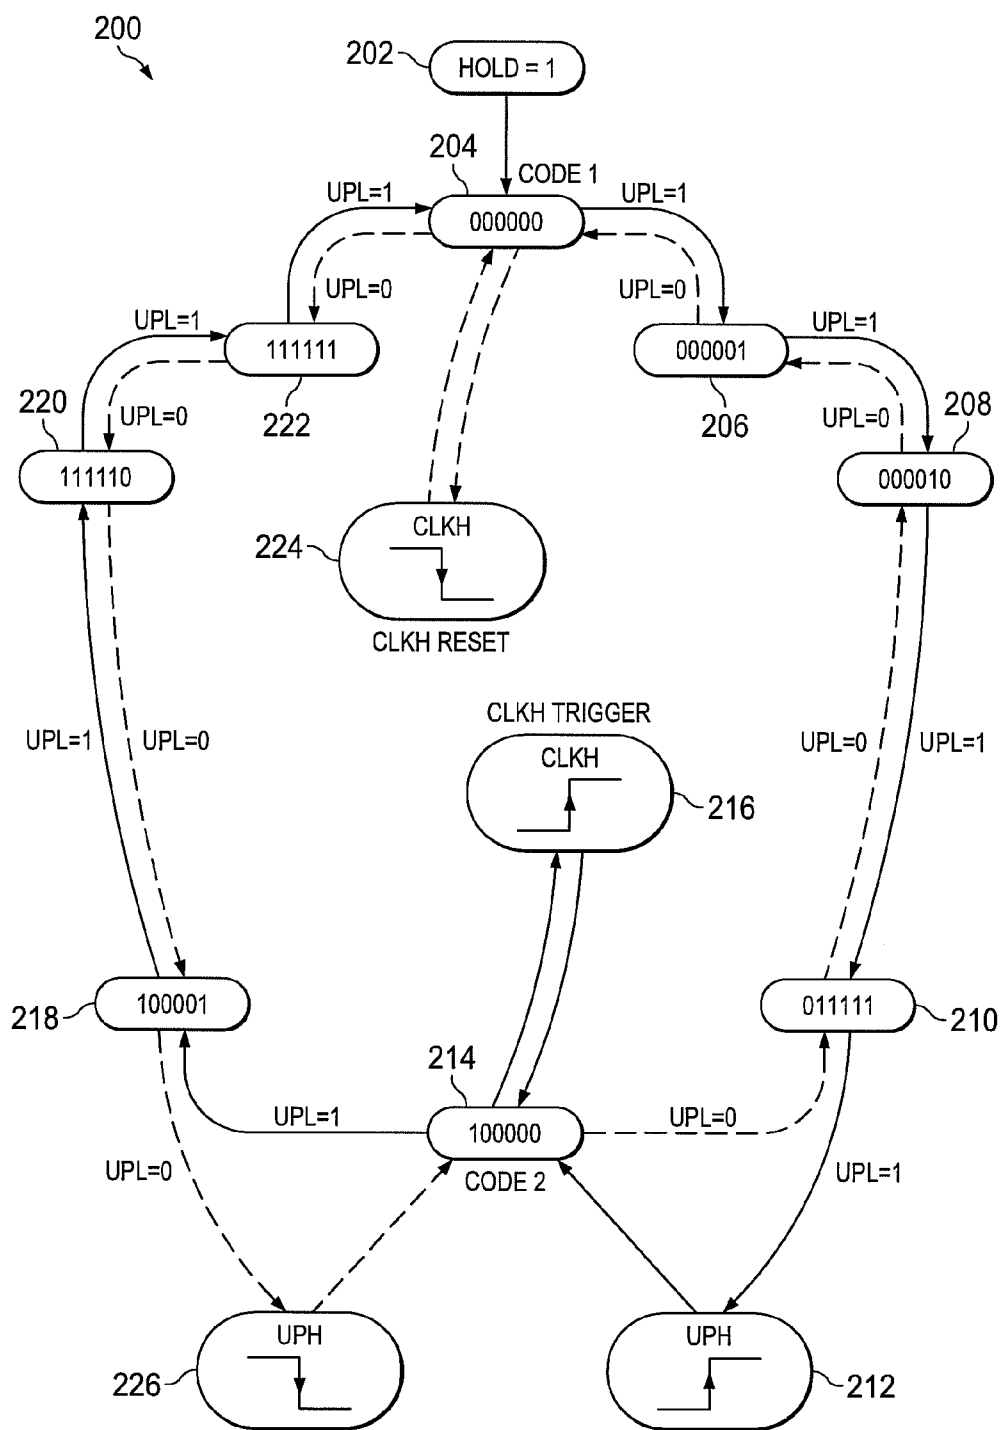 200
202
HOLD = 1
204
CODE 1
UPL=1
000000
UPL=1
UPL=0
UPL=0
UPL=1
111111
000001
UPL=1
220
UPL=0
222
206
UPL=0
208
111110
000010
224
CLKH
CLKH RESET
CLKH TRIGGER
UPL=1
UPL=0
CLKH
UPL=0
UPL=1
216
218
100001
011111
210
214
UPL=1
100000
UPL=0
UPL=0
CODE 2
UPL=1
UPH
UPH
226
212